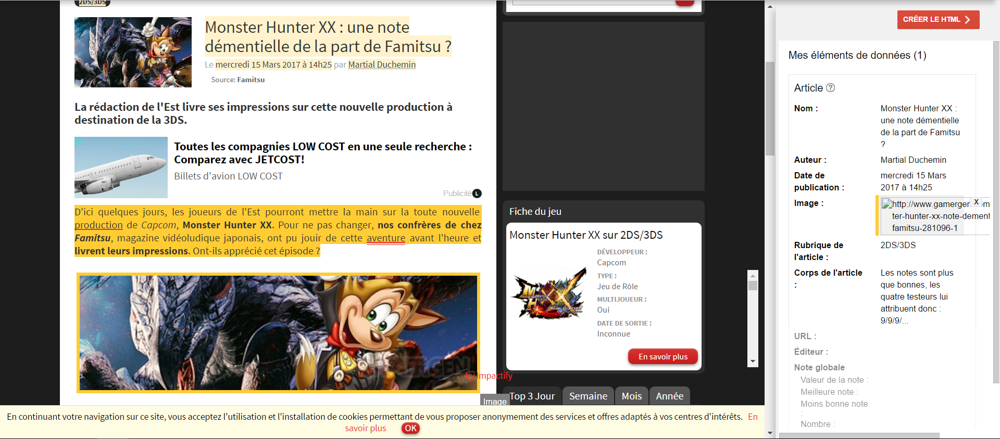 2DS/3DS
Monster Hunter XX : une note
démentielle de la part de Famitsu ?
Le mercredi 15 Mars 2017 à 14h25 par Martial Duchemin
Source: Famitsu
La rédaction de l'Est livre ses impressions sur cette nouvelle production à
destination de la 3DS.
Toutes les compagnies LOW COST en une seule recherche :
Comparez avec JETCOST!
Billets d'avion LOW COST
Publicité L
D'ici quelques jours, les joueurs de l'Est pourront mettre la main sur la toute nouvelle
production de Capcom, Monster Hunter XX. Pour ne pas changer, nos confrères de chez
Famitsu, magazine vidéoludique japonais, ont pu jouir de cette aventure avant l'heure et
livrent leurs impressions. Ont-ils apprécié cet épisode ?
by Impactify
Image
Fiche du jeu
Monster Hunter XX sur 2DS/3DS
MONSTER
HUNTER
XX
DÉVELOPPEUR :
Capcom
TYPE :
Jeu de Rôle
MULTIJOUEUR :
Oui
DATE DE SORTIE :
Inconnue
En savoir plus
Top 3 Jour
Semaine
Mois
Année
En continuant votre navigation sur ce site, vous acceptez l'utilisation et l'installation de cookies permettant de vous proposer anonymement des services et offres adaptés à vos centres d'intérêts. En
savoir plus OK
CRÉER LE HTML
Mes éléments de données (1)
Article ?
Nom :
Monster Hunter XX :
une note démentielle
de la part de Famitsu
?
Auteur :
Martial Duchemin
Date de
publication :
mercredi 15 Mars
2017 à 14h25
Image :
http://www.gamergen.com
ter-hunter-xx-note-dement
famitsu-281096-1
X
Rubrique de
l'article :
2DS/3DS
Corps de l'article
:
Les notes sont plus
que bonnes, les
quatre testeurs lui
attribuent donc :
9/9/9/...
URL :
Éditeur :
Note globale
Valeur de la note :
Meilleure note :
Moins bonne note
:
Nombre :